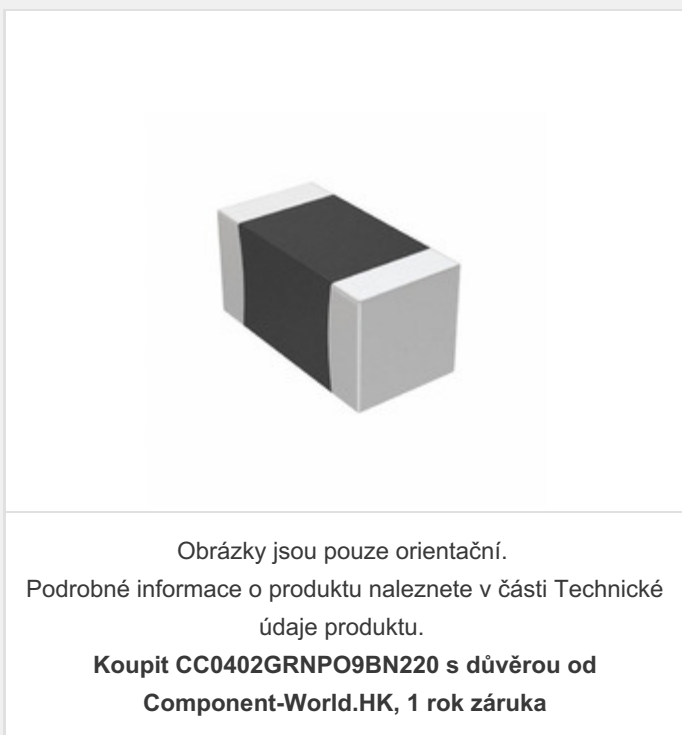 Obrázky jsou pouze orientační.
Podrobné informace o produktu naleznete v části Technické
údaje produktu.
Koupit CC0402GRNPO9BN220 s důvěrou od
Component-World.HK, 1 rok záruka